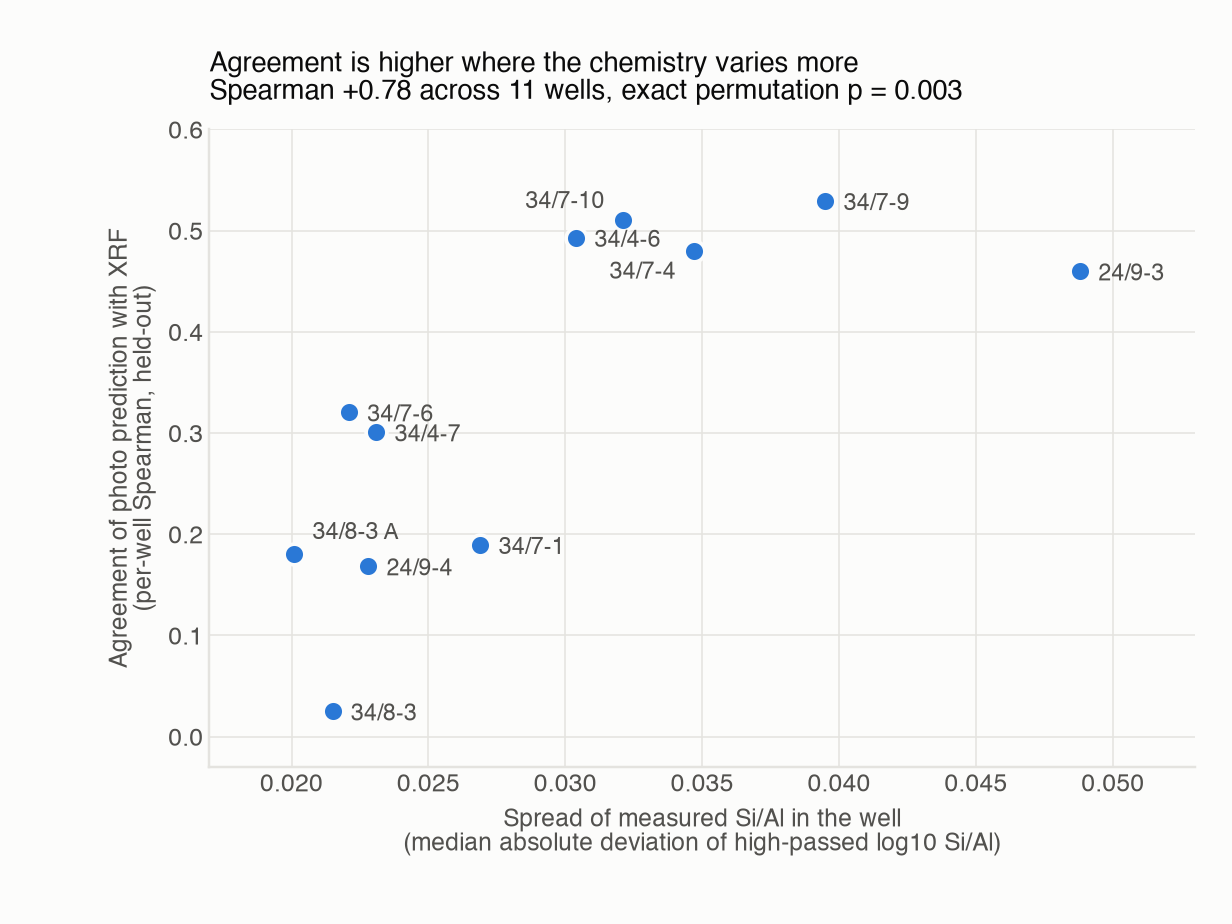 Agreement is higher where the chemistry varies more
Spearman +0.78 across 11 wells, exact permutation p = 0.003
Agreement of photo prediction with XRF
(per-well Spearman, held-out)
0.6
0.5
0.4
0.3
0.2
0.1
0.0
34/7-10
34/7-9
34/4-6
34/7-4
24/9-3
34/7-6
34/4-7
34/8-3 A
34/7-1
24/9-4
34/8-3
0.020 0.025 0.030 0.035 0.040 0.045 0.050
Spread of measured Si/Al in the well
(median absolute deviation of high-passed log10 Si/Al)